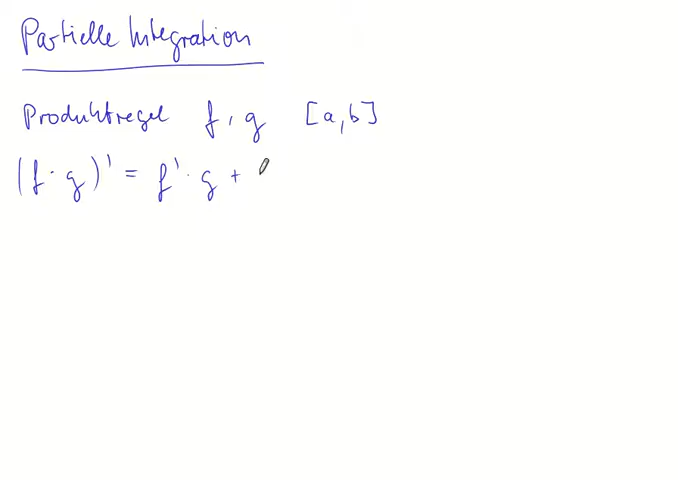 Partielle Integration
Produktregel f, g [a, b]
(f · g)' = f' · g +